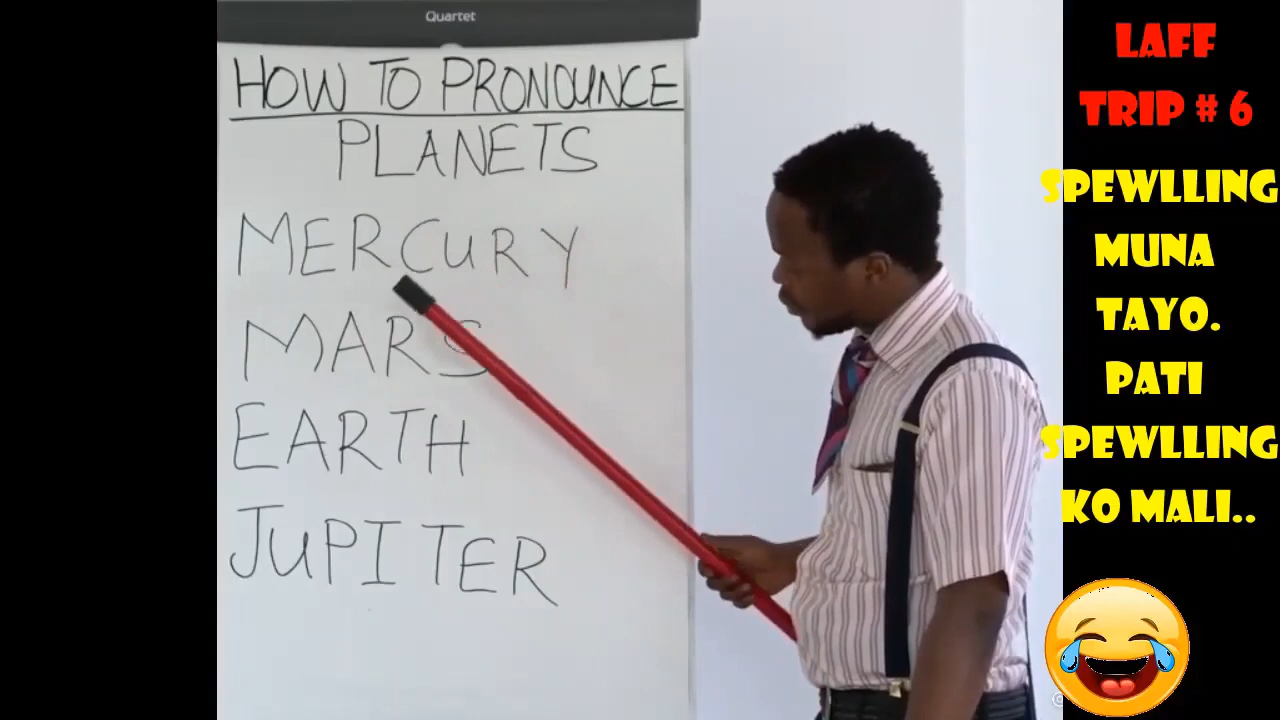 Quartet
HOW TO PRONOUNCE
PLANETS
MERCURY
MARS
EARTH
JUPITER
LAFF
TRIP # 6
SPEWLLING
MUNA
TAYO.
PATI
SPEWLLING
KO MALI..